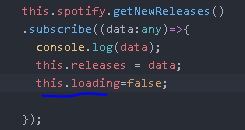 this.spotify.getNewReleases()
.subscribe((data:any)=>{
console.log(data);
this.releases = data;
this.loading=false;
});